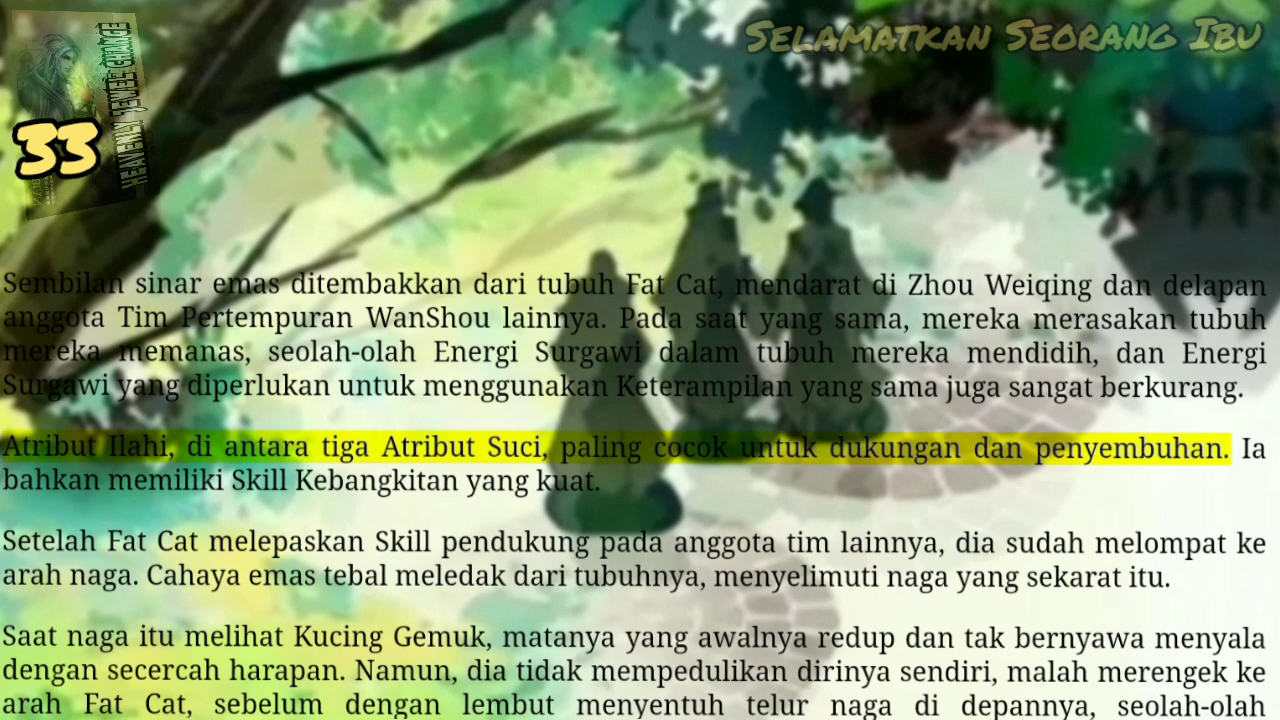 Selamatkan Seorang Ibu
HEAVENLY JEWEL CHANGE
33
Sembilan sinar emas ditembakkan dari tubuh Fat Cat, mendarat di Zhou Weiqing dan delapan
anggota Tim Pertempuran WanShou lainnya. Pada saat yang sama, mereka merasakan tubuh
mereka memanas, seolah-olah Energi Surgawi dalam tubuh mereka mendidih, dan Energi
Surgawi yang diperlukan untuk menggunakan Keterampilan yang sama juga sangat berkurang.
Atribut Ilahi, di antara tiga Atribut Suci, paling cocok untuk dukungan dan penyembuhan. Ia
bahkan memiliki Skill Kebangkitan yang kuat.
Setelah Fat Cat melepaskan Skill pendukung pada anggota tim lainnya, dia sudah melompat ke
arah naga. Cahaya emas tebal meledak dari tubuhnya, menyelimuti naga yang sekarat itu.
Saat naga itu melihat Kucing Gemuk, matanya yang awalnya redup dan tak bernyawa menyala
dengan secercah harapan. Namun, dia tidak mempedulikan dirinya sendiri, malah merengek ke
arah Fat Cat, sebelum dengan lembut menyentuh telur naga di depannya, seolah-olah